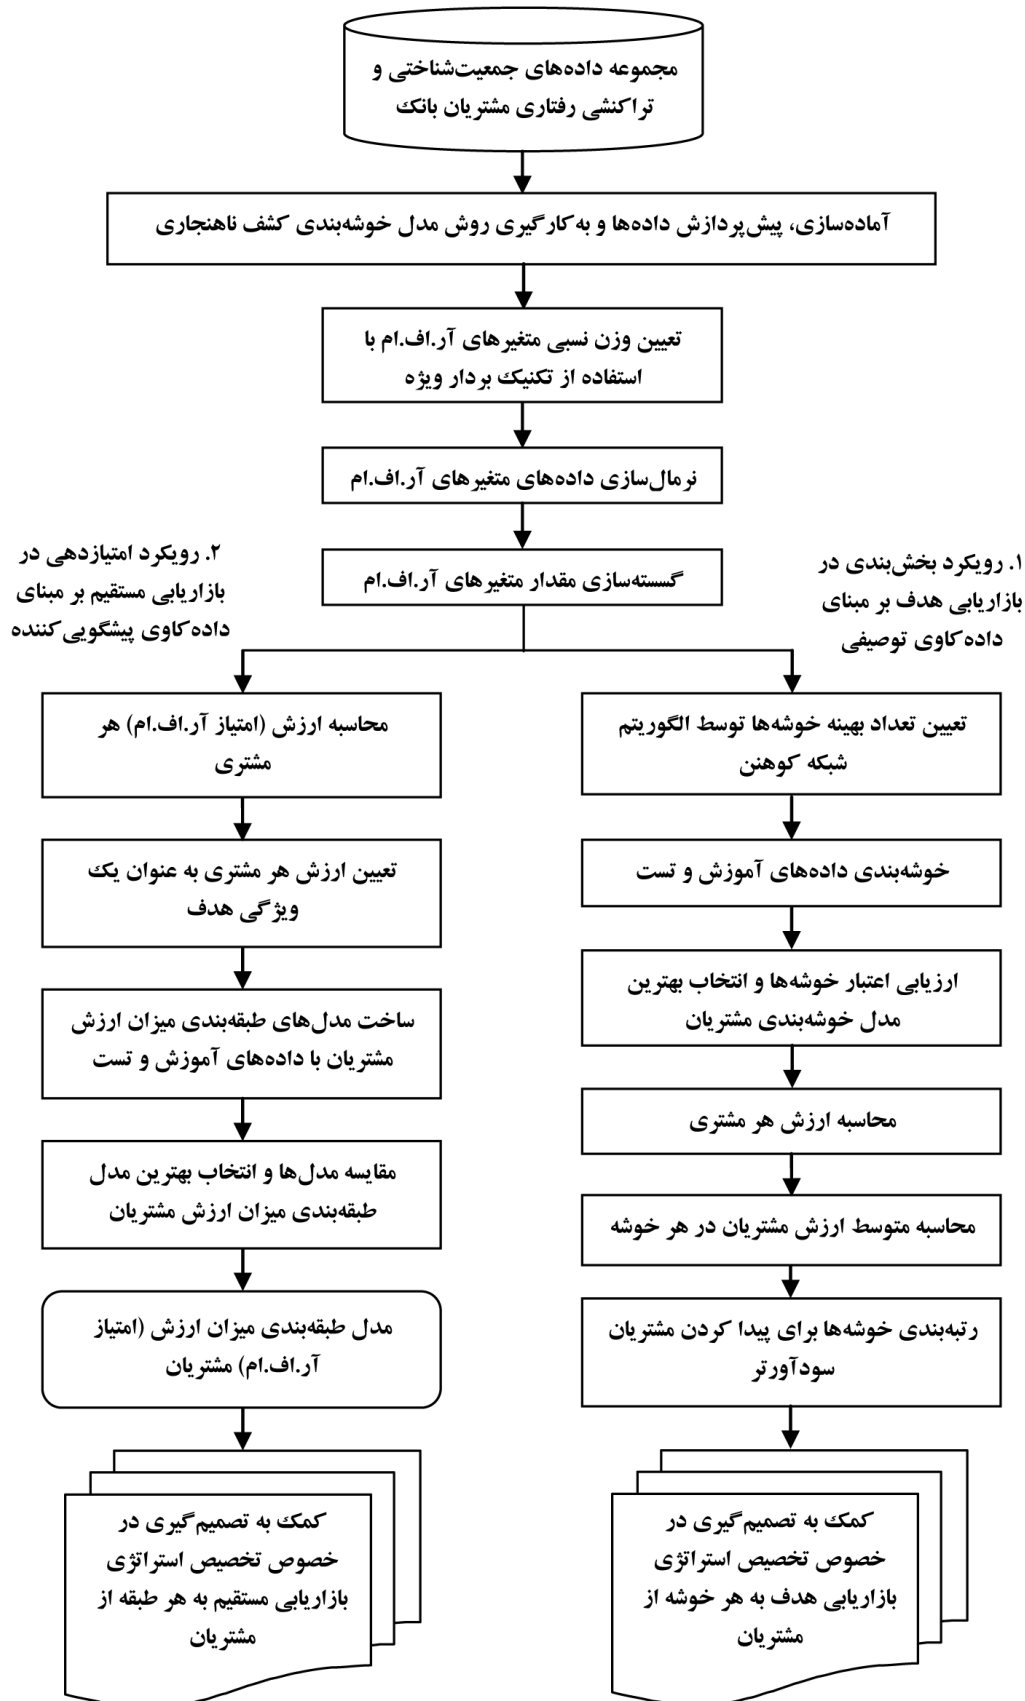 مجموعه داده‌های جمعیت‌شناختی و
تراکنشی رفتاری مشتریان بانک
آماده‌سازی، پیش‌پردازش داده‌ها و به‌کارگیری روش مدل خوشه‌بندی کشف ناهنجاری
تعیین وزن نسبی متغیرهای آر.اف.ام با
استفاده از تکنیک بردار ویژه
نرمال‌سازی داده‌های متغیرهای آر.اف.ام
گسسته‌سازی مقدار متغیرهای آر.اف.ام
۱. رویکرد بخش‌بندی در
بازاریابی هدف بر مبنای
داده‌کاوی توصیفی
تعیین تعداد بهینه خوشه‌ها توسط الگوریتم
شبکه کوهنن
خوشه‌بندی داده‌های آموزش و تست
ارزیابی اعتبار خوشه‌ها و انتخاب بهترین
مدل خوشه‌بندی مشتریان
محاسبه ارزش هر مشتری
محاسبه متوسط ارزش مشتریان در هر خوشه
رتبه‌بندی خوشه‌ها برای پیدا کردن مشتریان
سودآورتر
کمک به تصمیم‌گیری در
خصوص تخصیص استراتژی
بازاریابی هدف به هر خوشه از
مشتریان
۲. رویکرد امتیازدهی در
بازاریابی مستقیم بر مبنای
داده‌کاوی پیشگویی‌کننده
محاسبه ارزش (امتیاز آر.اف.ام) هر
مشتری
تعیین ارزش هر مشتری به عنوان یک
ویژگی هدف
ساخت مدل‌های طبقه‌بندی میزان ارزش
مشتریان با داده‌های آموزش و تست
مقایسه مدل‌ها و انتخاب بهترین مدل
طبقه‌بندی میزان ارزش مشتریان
مدل طبقه‌بندی میزان ارزش (امتیاز
آر.اف.ام) مشتریان
کمک به تصمیم‌گیری در
خصوص تخصیص استراتژی
بازاریابی مستقیم به هر طبقه از
مشتریان